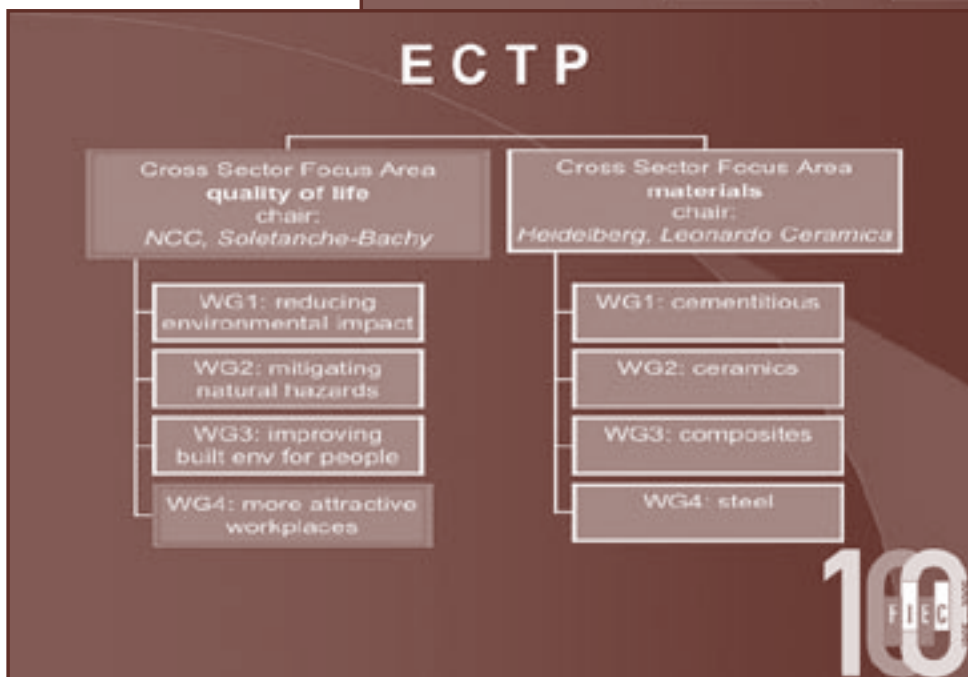 E C T P
Cross Sector Focus Area
quality of life
chair:
NCC, Soletanche-Bachy
WG1: reducing
environmental impact
WG2: mitigating
natural hazards
WG3: improving
built env for people
WG4: more attractive
workplaces
Cross Sector Focus Area
materials
chair:
Heidelberg, Leonardo Ceramica
WG1: cementitious
WG2: ceramics
WG3: composites
WG4: steel
100
FIEC